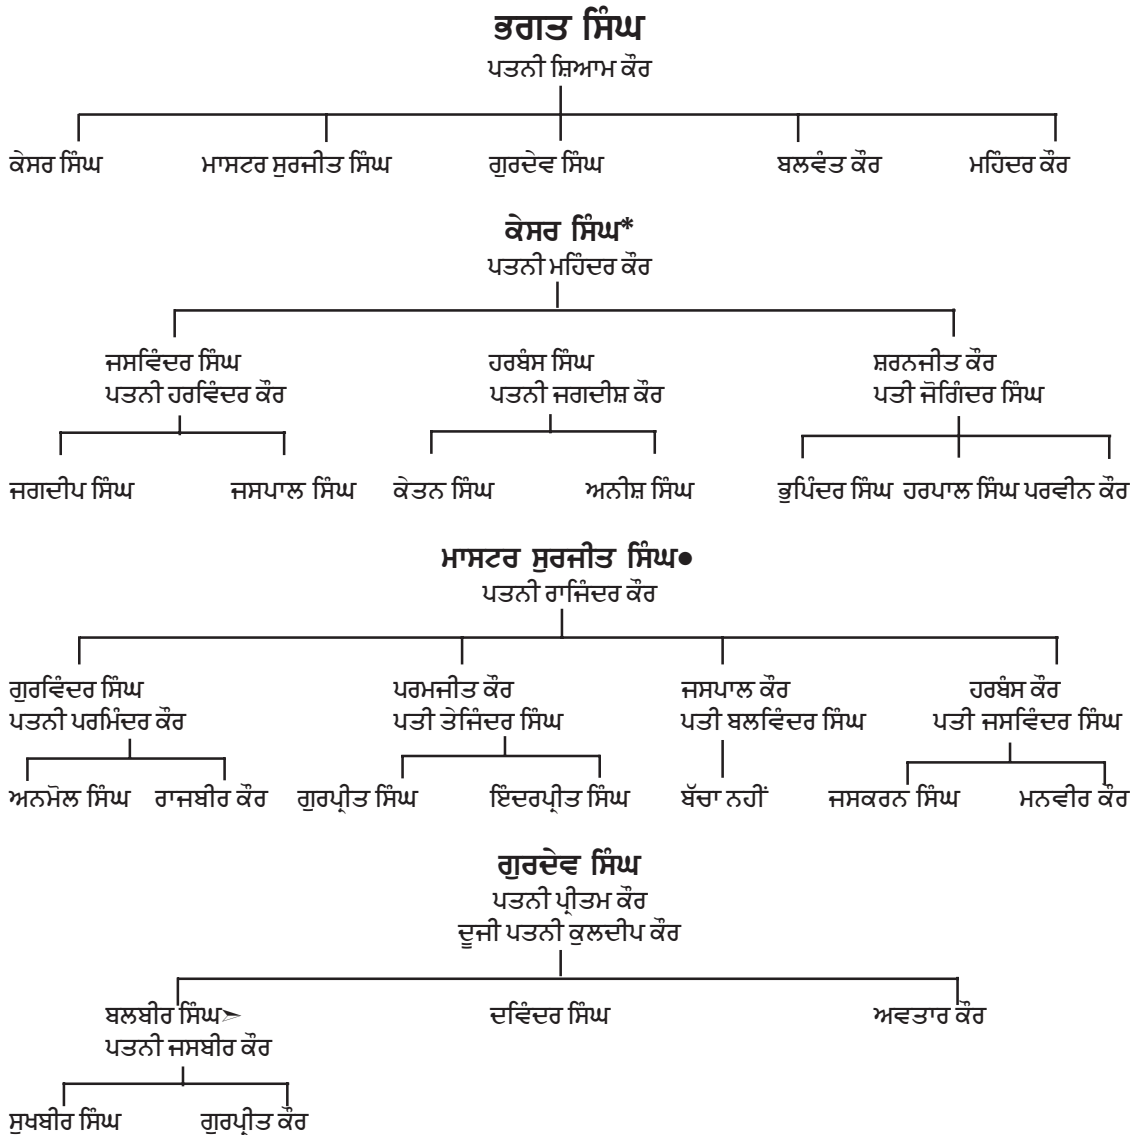 ਭਗਤ ਸਿੰਘ
ਪਤਨੀ ਸ਼ਿਆਮ ਕੌਰ
ਕੇਸਰ ਸਿੰਘ ਮਾਸਟਰ ਸੁਰਜੀਤ ਸਿੰਘ ਗੁਰਦੇਵ ਸਿੰਘ ਬਲਵੰਤ ਕੌਰ ਮਹਿੰਦਰ ਕੌਰ
ਕੇਸਰ ਸਿੰਘ*
ਪਤਨੀ ਮਹਿੰਦਰ ਕੌਰ
ਜਸਵਿੰਦਰ ਸਿੰਘ ਹਰਬੰਸ ਸਿੰਘ ਸ਼ਰਨਜੀਤ ਕੌਰ
ਪਤਨੀ ਹਰਵਿੰਦਰ ਕੌਰ ਪਤਨੀ ਜਗਦੀਸ਼ ਕੌਰ ਪਤੀ ਜੋਗਿੰਦਰ ਸਿੰਘ
ਜਗਦੀਪ ਸਿੰਘ ਜਸਪਾਲ ਸਿੰਘ ਕੇਤਨ ਸਿੰਘ ਅਨੀਸ਼ ਸਿੰਘ ਭੁਪਿੰਦਰ ਸਿੰਘ ਹਰਪਾਲ ਸਿੰਘ ਪਰਵੀਨ ਕੌਰ
ਮਾਸਟਰ ਸੁਰਜੀਤ ਸਿੰਘ●
ਪਤਨੀ ਰਾਜਿੰਦਰ ਕੌਰ
ਗੁਰਵਿੰਦਰ ਸਿੰਘ ਪਰਮਜੀਤ ਕੌਰ ਜਸਪਾਲ ਕੌਰ ਹਰਬੰਸ ਕੌਰ
ਪਤਨੀ ਪਰਮਿੰਦਰ ਕੌਰ ਪਤੀ ਤੇਜਿੰਦਰ ਸਿੰਘ ਪਤੀ ਬਲਵਿੰਦਰ ਸਿੰਘ ਪਤੀ ਜਸਵਿੰਦਰ ਸਿੰਘ
ਅਨਮੋਲ ਸਿੰਘ ਰਾਜਬੀਰ ਕੌਰ ਗੁਰਪ੍ਰੀਤ ਸਿੰਘ ਇੰਦਰਪ੍ਰੀਤ ਸਿੰਘ ਬੱਚਾ ਨਹੀਂ ਜਸਕਰਨ ਸਿੰਘ ਮਨਵੀਰ ਕੌਰ
ਗੁਰਦੇਵ ਸਿੰਘ
ਪਤਨੀ ਪ੍ਰੀਤਮ ਕੌਰ
ਦੂਜੀ ਪਤਨੀ ਕੁਲਦੀਪ ਕੌਰ
ਬਲਬੀਰ ਸਿੰਘ➣ ਦਵਿੰਦਰ ਸਿੰਘ ਅਵਤਾਰ ਕੌਰ
ਪਤਨੀ ਜਸਬੀਰ ਕੌਰ
ਸੁਖਬੀਰ ਸਿੰਘ ਗੁਰਪ੍ਰੀਤ ਕੌਰ